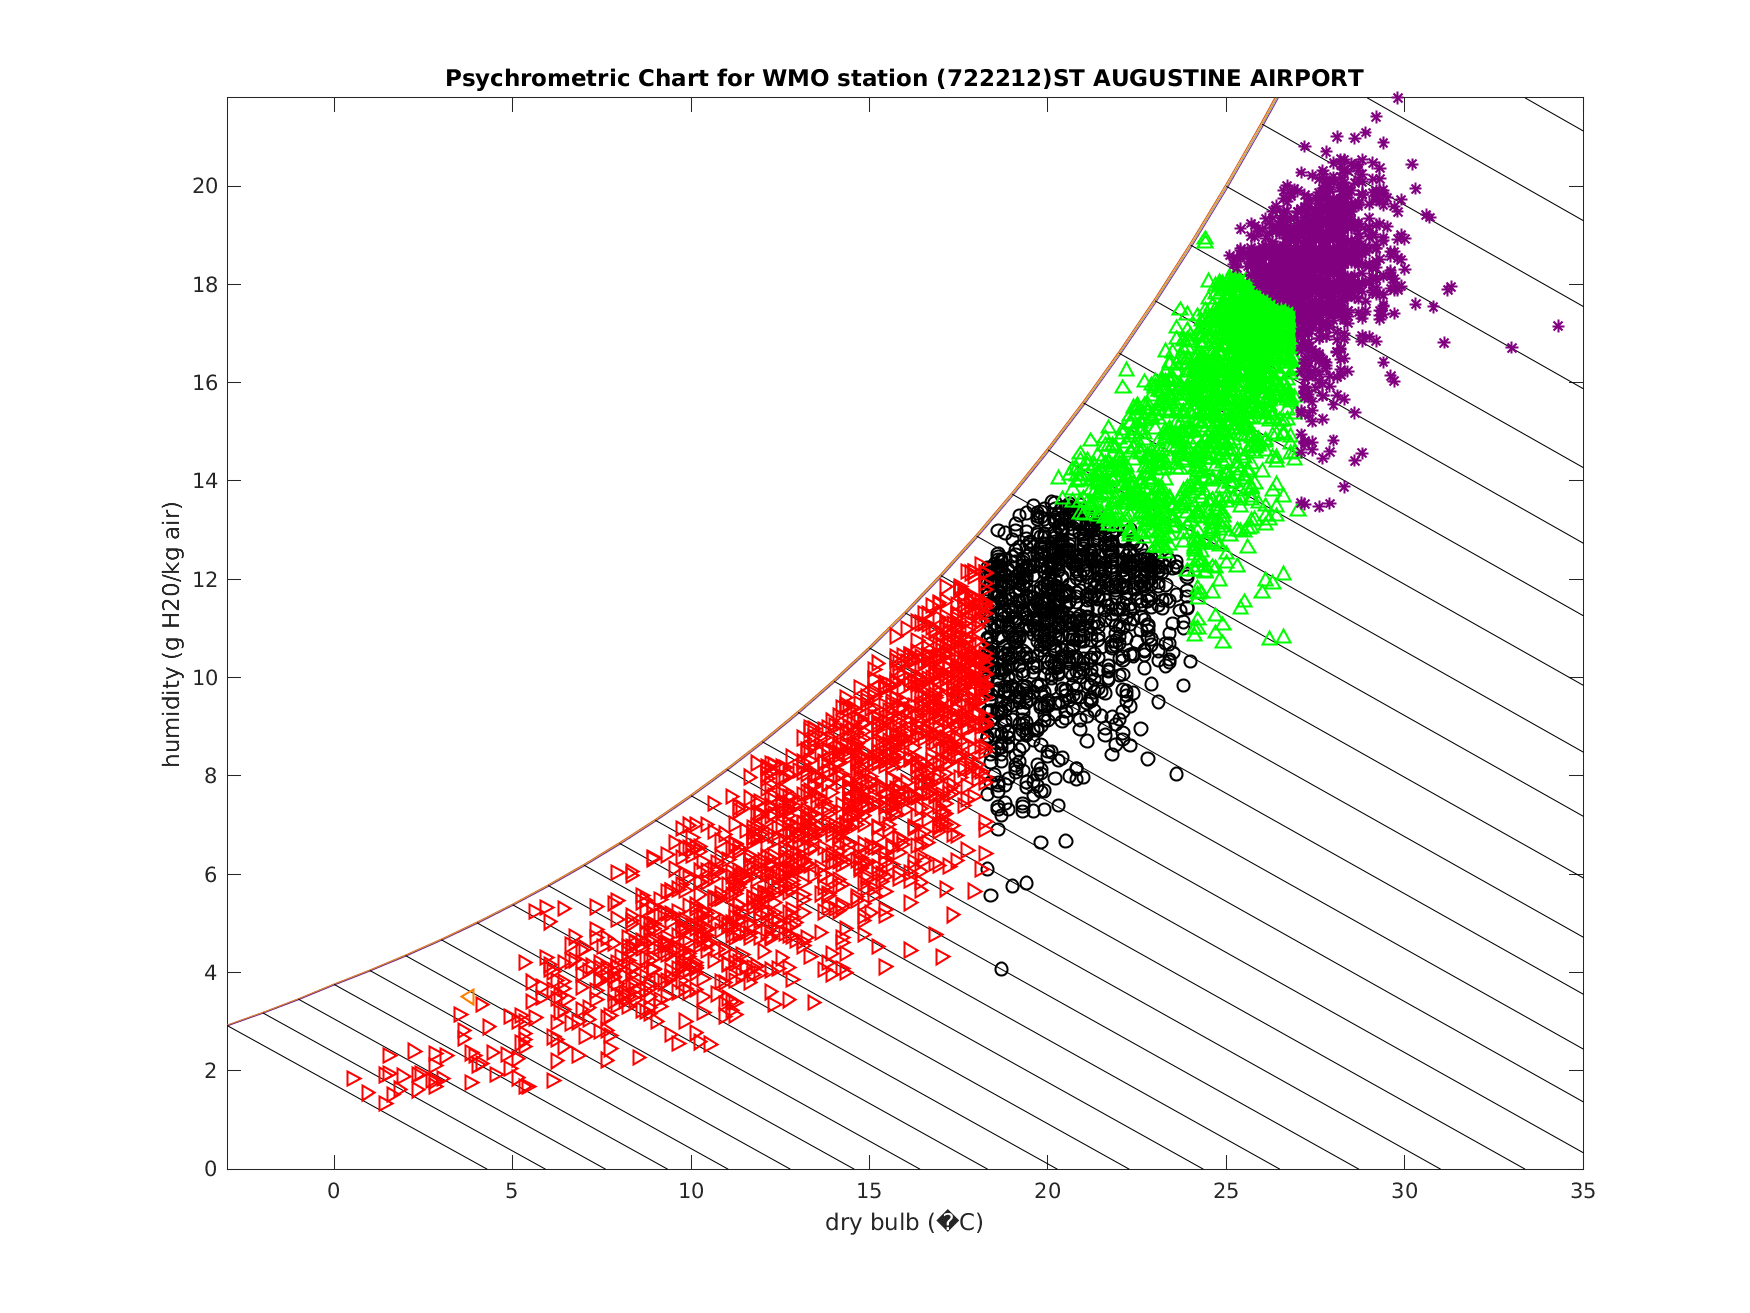 Psychrometric Chart for WMO station (722212)ST AUGUSTINE AIRPORT
20
18
16
14
12
10
8
6
4
2
0
humidity (g H20/kg air)
0 5 10 15 20 25 30 35
dry bulb (�C)